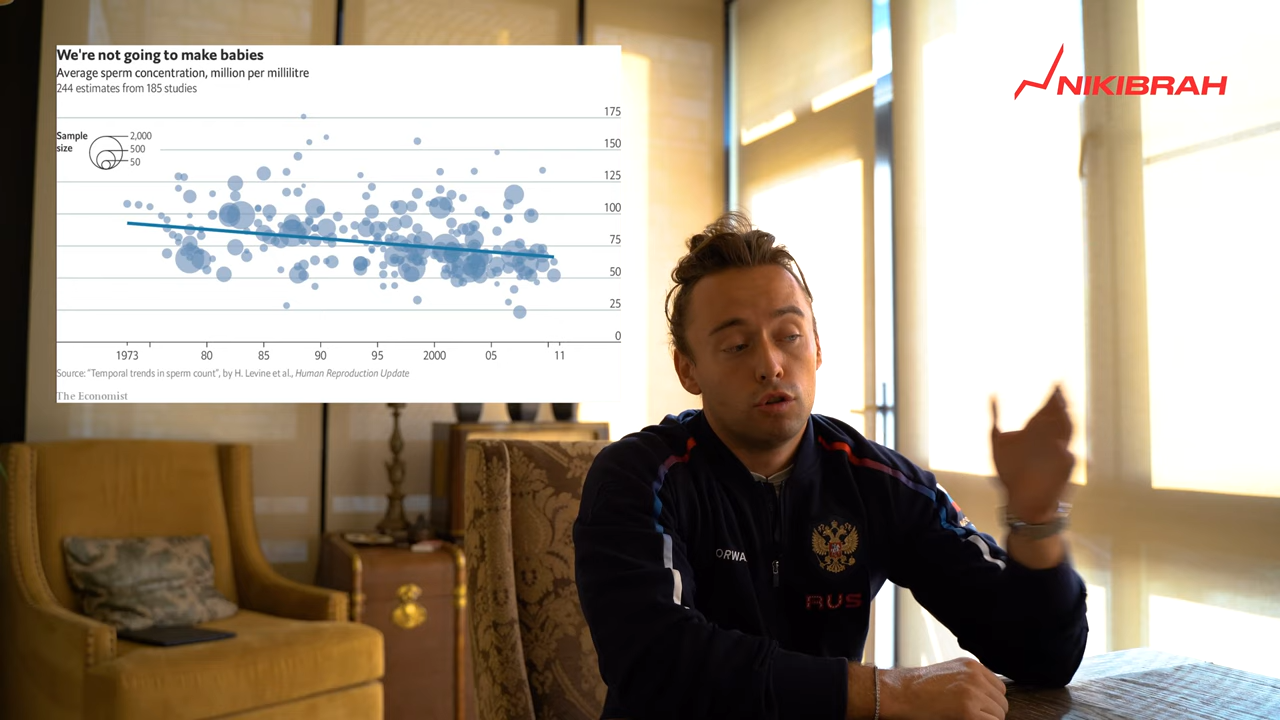 We're not going to make babies
Average sperm concentration, million per millilitre
244 estimates from 185 studies
Sample size
2,000
500
50
175
150
125
100
75
50
25
0
1973 80 85 90 95 2000 05 11
Source: "Temporal trends in sperm count", by H. Levine et al., Human Reproduction Update
The Economist
NIKIBRAH
ORWA
RUS